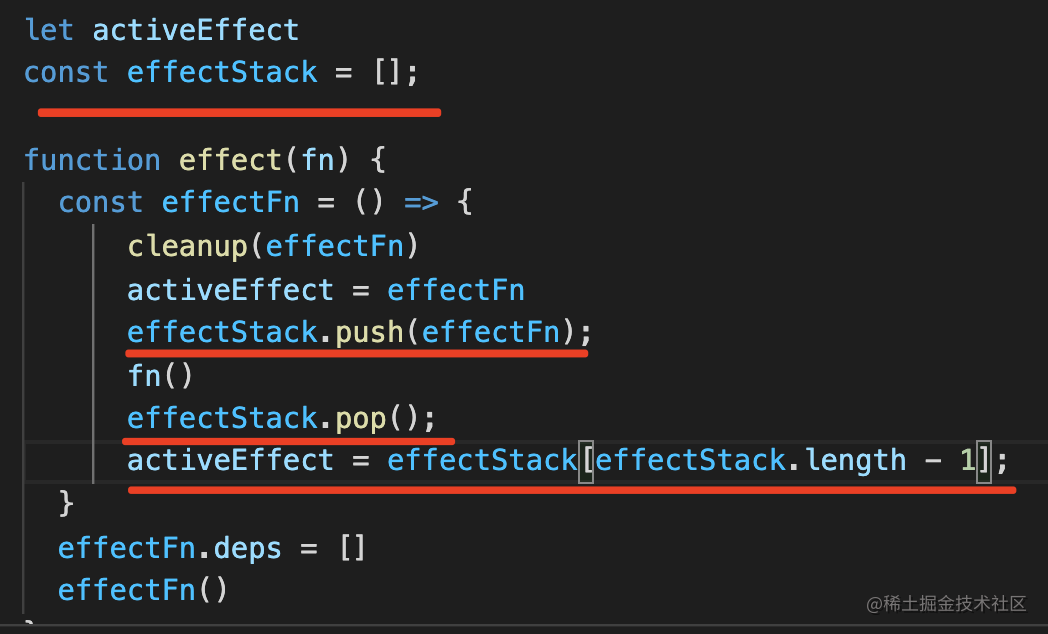 let activeEffect
const effectStack = [];
function effect(fn) {
const effectFn = () => {
cleanup(effectFn)
activeEffect = effectFn
effectStack.push(effectFn);
fn()
effectStack.pop();
activeEffect = effectStack[effectStack.length - 1];
}
effectFn.deps = []
effectFn()
@稀土掘金技术社区